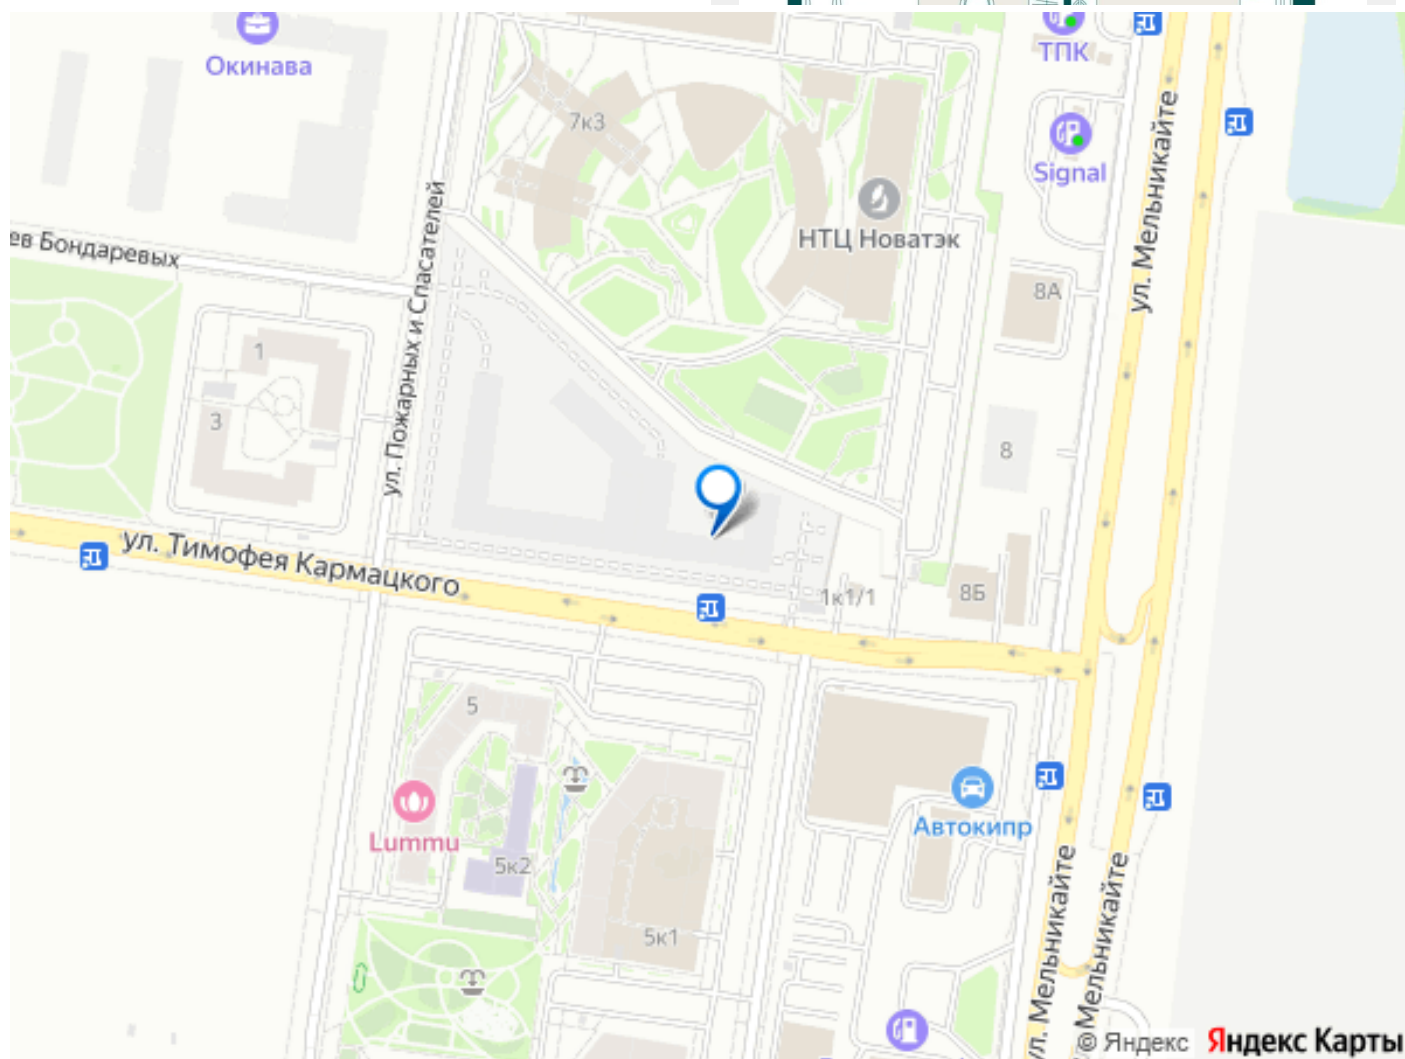 Окинава
ТПК
7к3
Signal
ул. Мельникайте
НТЦ Новатэк
ев Бондаревых
ул. Пожарных и Спасателей
8А
1
3
8
ул. Тимофея Кармацкого
1к1/1
8Б
5
Lummu
5к2
Автокипр
5к1
ул. Мельникайте
Мельникайте
© Яндекс Яндекс Карты